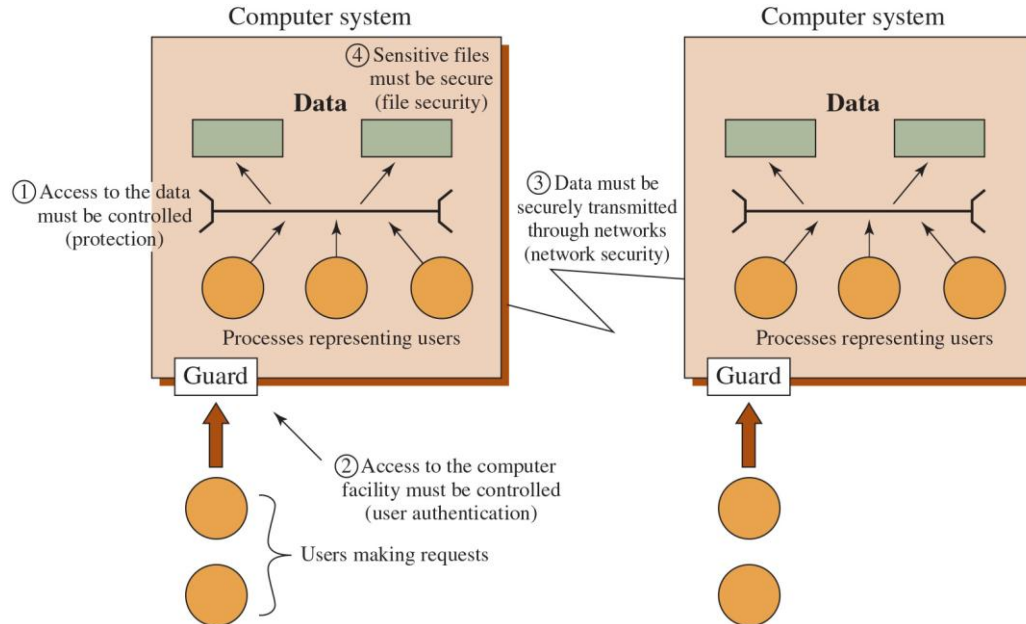 Computer system
④ Sensitive files
must be secure
(file security)
Data
① Access to the data
must be controlled
(protection)
Processes representing users
Guard
② Access to the computer
facility must be controlled
(user authentication)
Users making requests
③ Data must be
securely transmitted
through networks
(network security)
Computer system
Data
Processes representing users
Guard